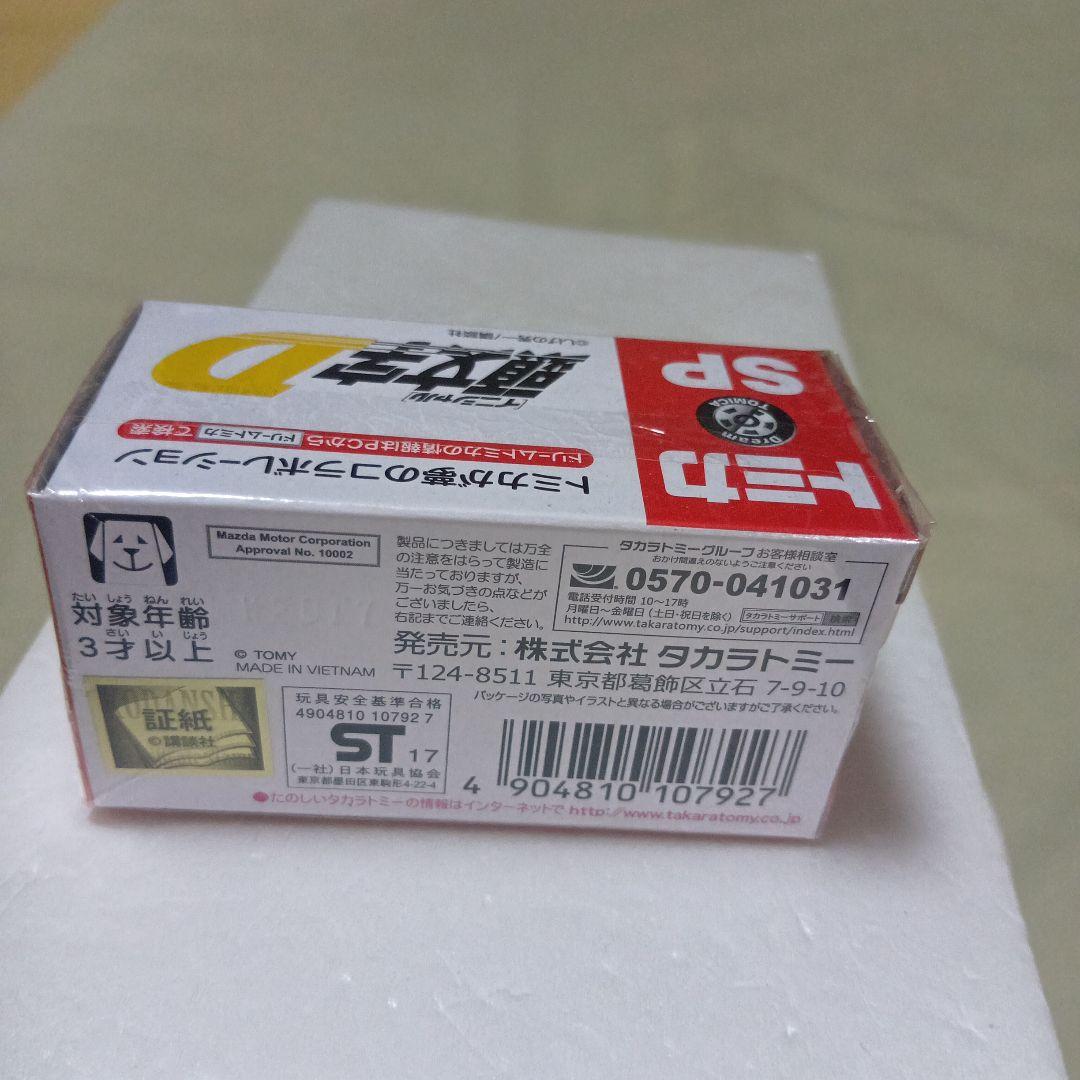 トミカ
Dream TOMICA
SP
トミカが夢のコラボレーション
ドリームトミカの情報はPCから ドリームトミカ で検索
[イニシャル]
頭文字D
©しげの秀一/講談社
Mazda Motor Corporation
Approval No. 10002
たい しょう ねん れい
対象年齢
さい い じょう
3才以上
© TOMY
MADE IN VIETNAM
製品につきましては万全
の注意をはらって製造に
当たっておりますが、
万一お気づきの点などが
ございましたら、
右記までご連絡ください。
タカラトミーグループ お客様相談室
おかけ間違えのないようご注意ください
0570-041031
電話受付時間 10〜17時
月曜日〜金曜日 (土・日・祝日を除く) タカラトミーサポート 検索
http://www.takaratomy.co.jp/support/index.html
発売元:株式会社 タカラトミー
〒124-8511 東京都葛飾区立石 7-9-10
パッケージの写真やイラストと異なる場合がございますがご了承ください。
KODANSHA
証紙
©講談社
玩具安全基準合格
4904810 10792 7
ST 17
(一社)日本玩具協会
東京都墨田区東駒形4-22-4
4 904810 107927
●たのしいタカラトミーの情報はインターネットで http://www.takaratomy.co.jp